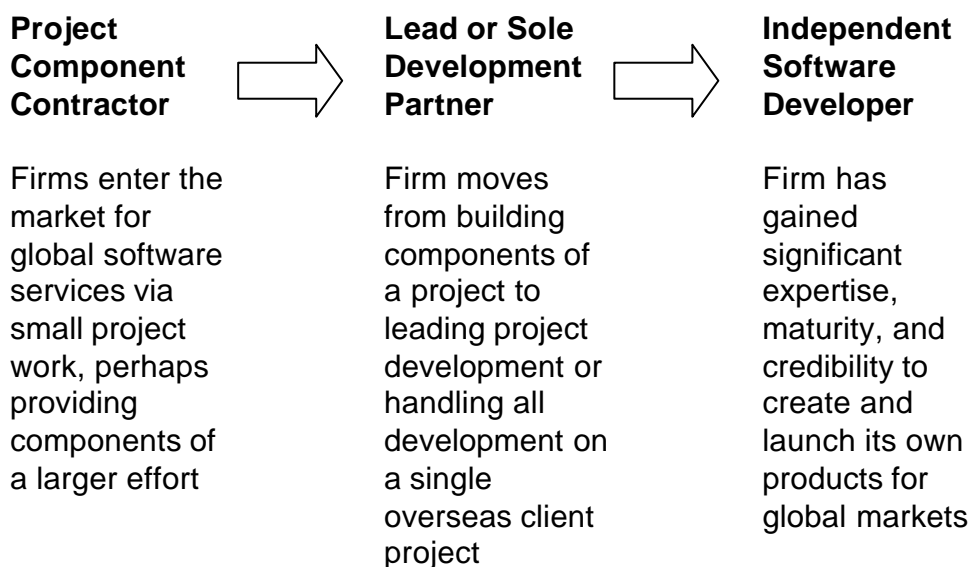 Project
Component
Contractor
Lead or Sole
Development
Partner
Independent
Software
Developer
Firms enter the
market for
global software
services via
small project
work, perhaps
providing
components of
a larger effort
Firm moves
from building
components of
a project to
leading project
development or
handling all
development on
a single
overseas client
project
Firm has
gained
significant
expertise,
maturity, and
credibility to
create and
launch its own
products for
global markets